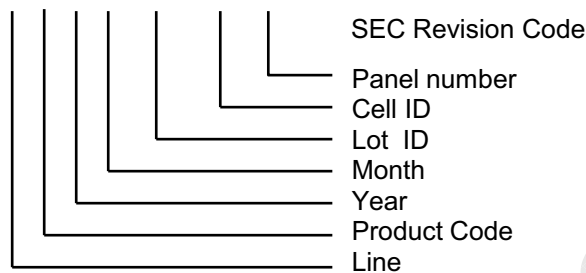 SEC Revision Code
Panel number
Cell ID
Lot ID
Month
Year
Product Code
Line